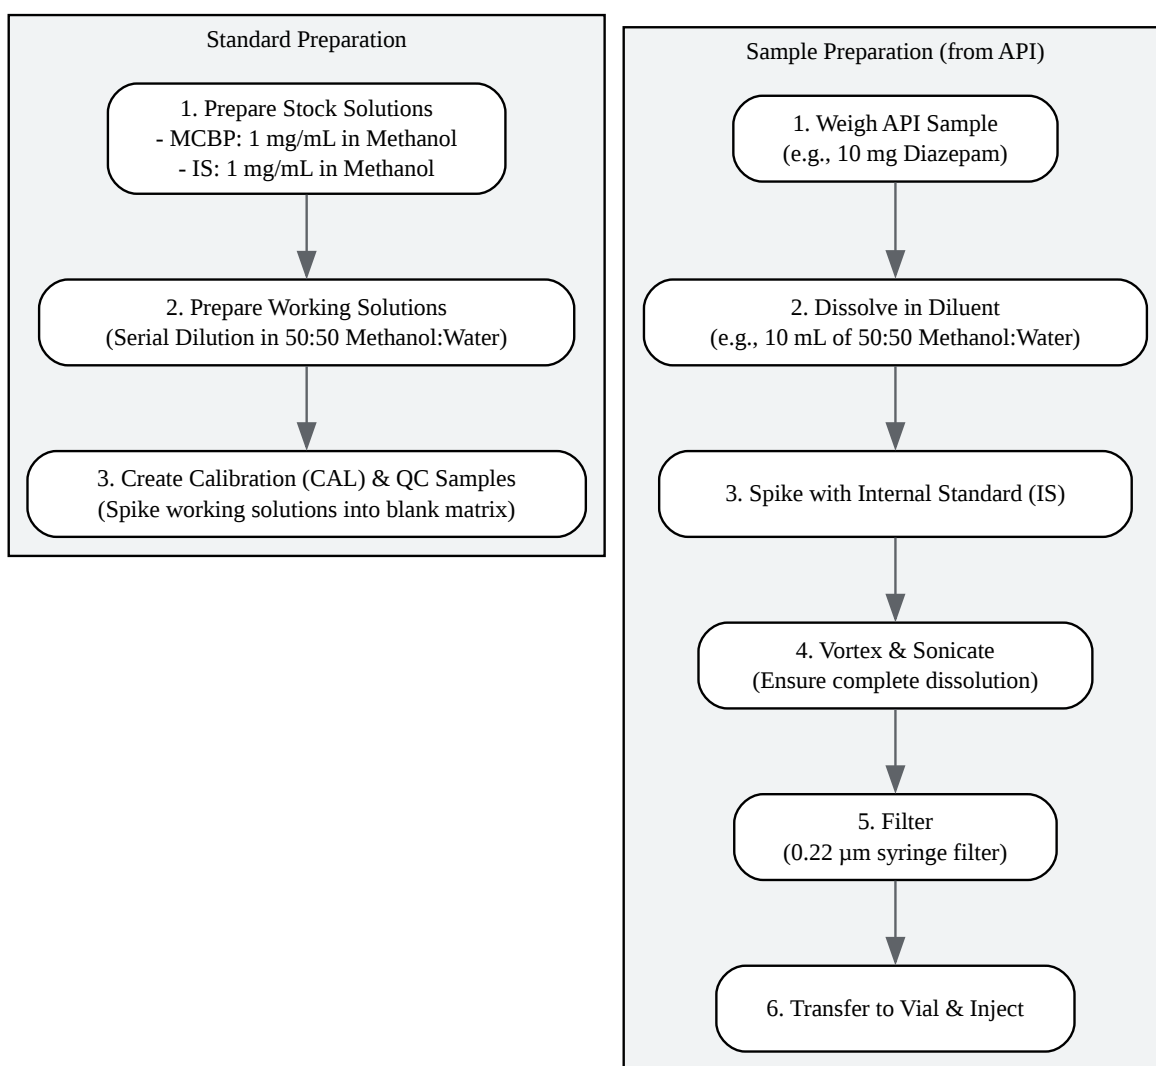 Standard Preparation
1. Prepare Stock Solutions
- MCBP: 1 mg/mL in Methanol
- IS: 1 mg/mL in Methanol
2. Prepare Working Solutions
(Serial Dilution in 50:50 Methanol:Water)
3. Create Calibration (CAL) & QC Samples
(Spike working solutions into blank matrix)
Sample Preparation (from API)
1. Weigh API Sample
(e.g., 10 mg Diazepam)
2. Dissolve in Diluent
(e.g., 10 mL of 50:50 Methanol:Water)
3. Spike with Internal Standard (IS)
4. Vortex & Sonicate
(Ensure complete dissolution)
5. Filter
(0.22 µm syringe filter)
6. Transfer to Vial & Inject